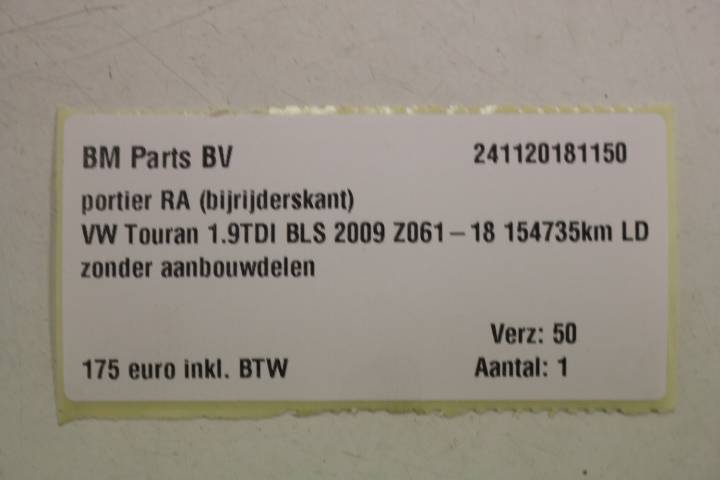 BM Parts BV 241120181150
portier RA (bijrijderskant)
VW Touran 1.9TDI BLS 2009 Z061-18 154735km LD
zonder aanbouwdelen
Verz: 50
175 euro inkl. BTW Aantal: 1